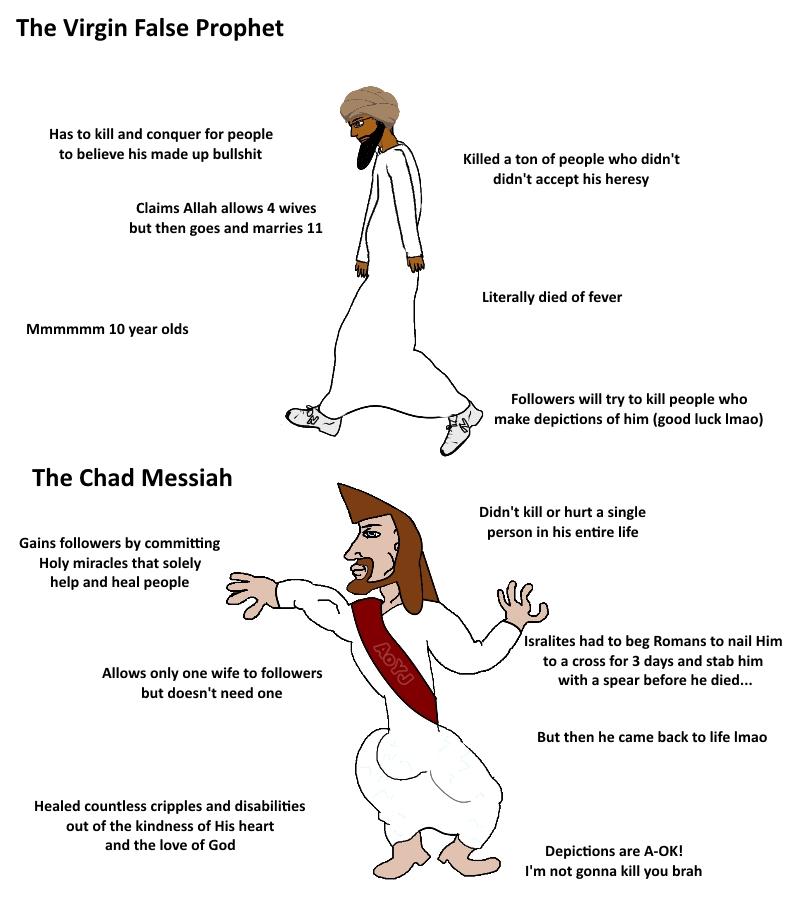 The Virgin False Prophet
Has to kill and conquer for people
to believe his made up bullshit
Killed a ton of people who didn't
didn't accept his heresy
Claims Allah allows 4 wives
but then goes and marries 11
Literally died of fever
Mmmmmm 10 year olds
Followers will try to kill people who
make depictions of him (good luck lmao)
The Chad Messiah
Didn't kill or hurt a single
person in his entire life
Gains followers by committing
Holy miracles that solely
help and heal people
AoYJ
Isralites had to beg Romans to nail Him
to a cross for 3 days and stab him
with a spear before he died...
Allows only one wife to followers
but doesn't need one
But then he came back to life lmao
Healed countless cripples and disabilities
out of the kindness of His heart
and the love of God
Depictions are A-OK!
I'm not gonna kill you brah